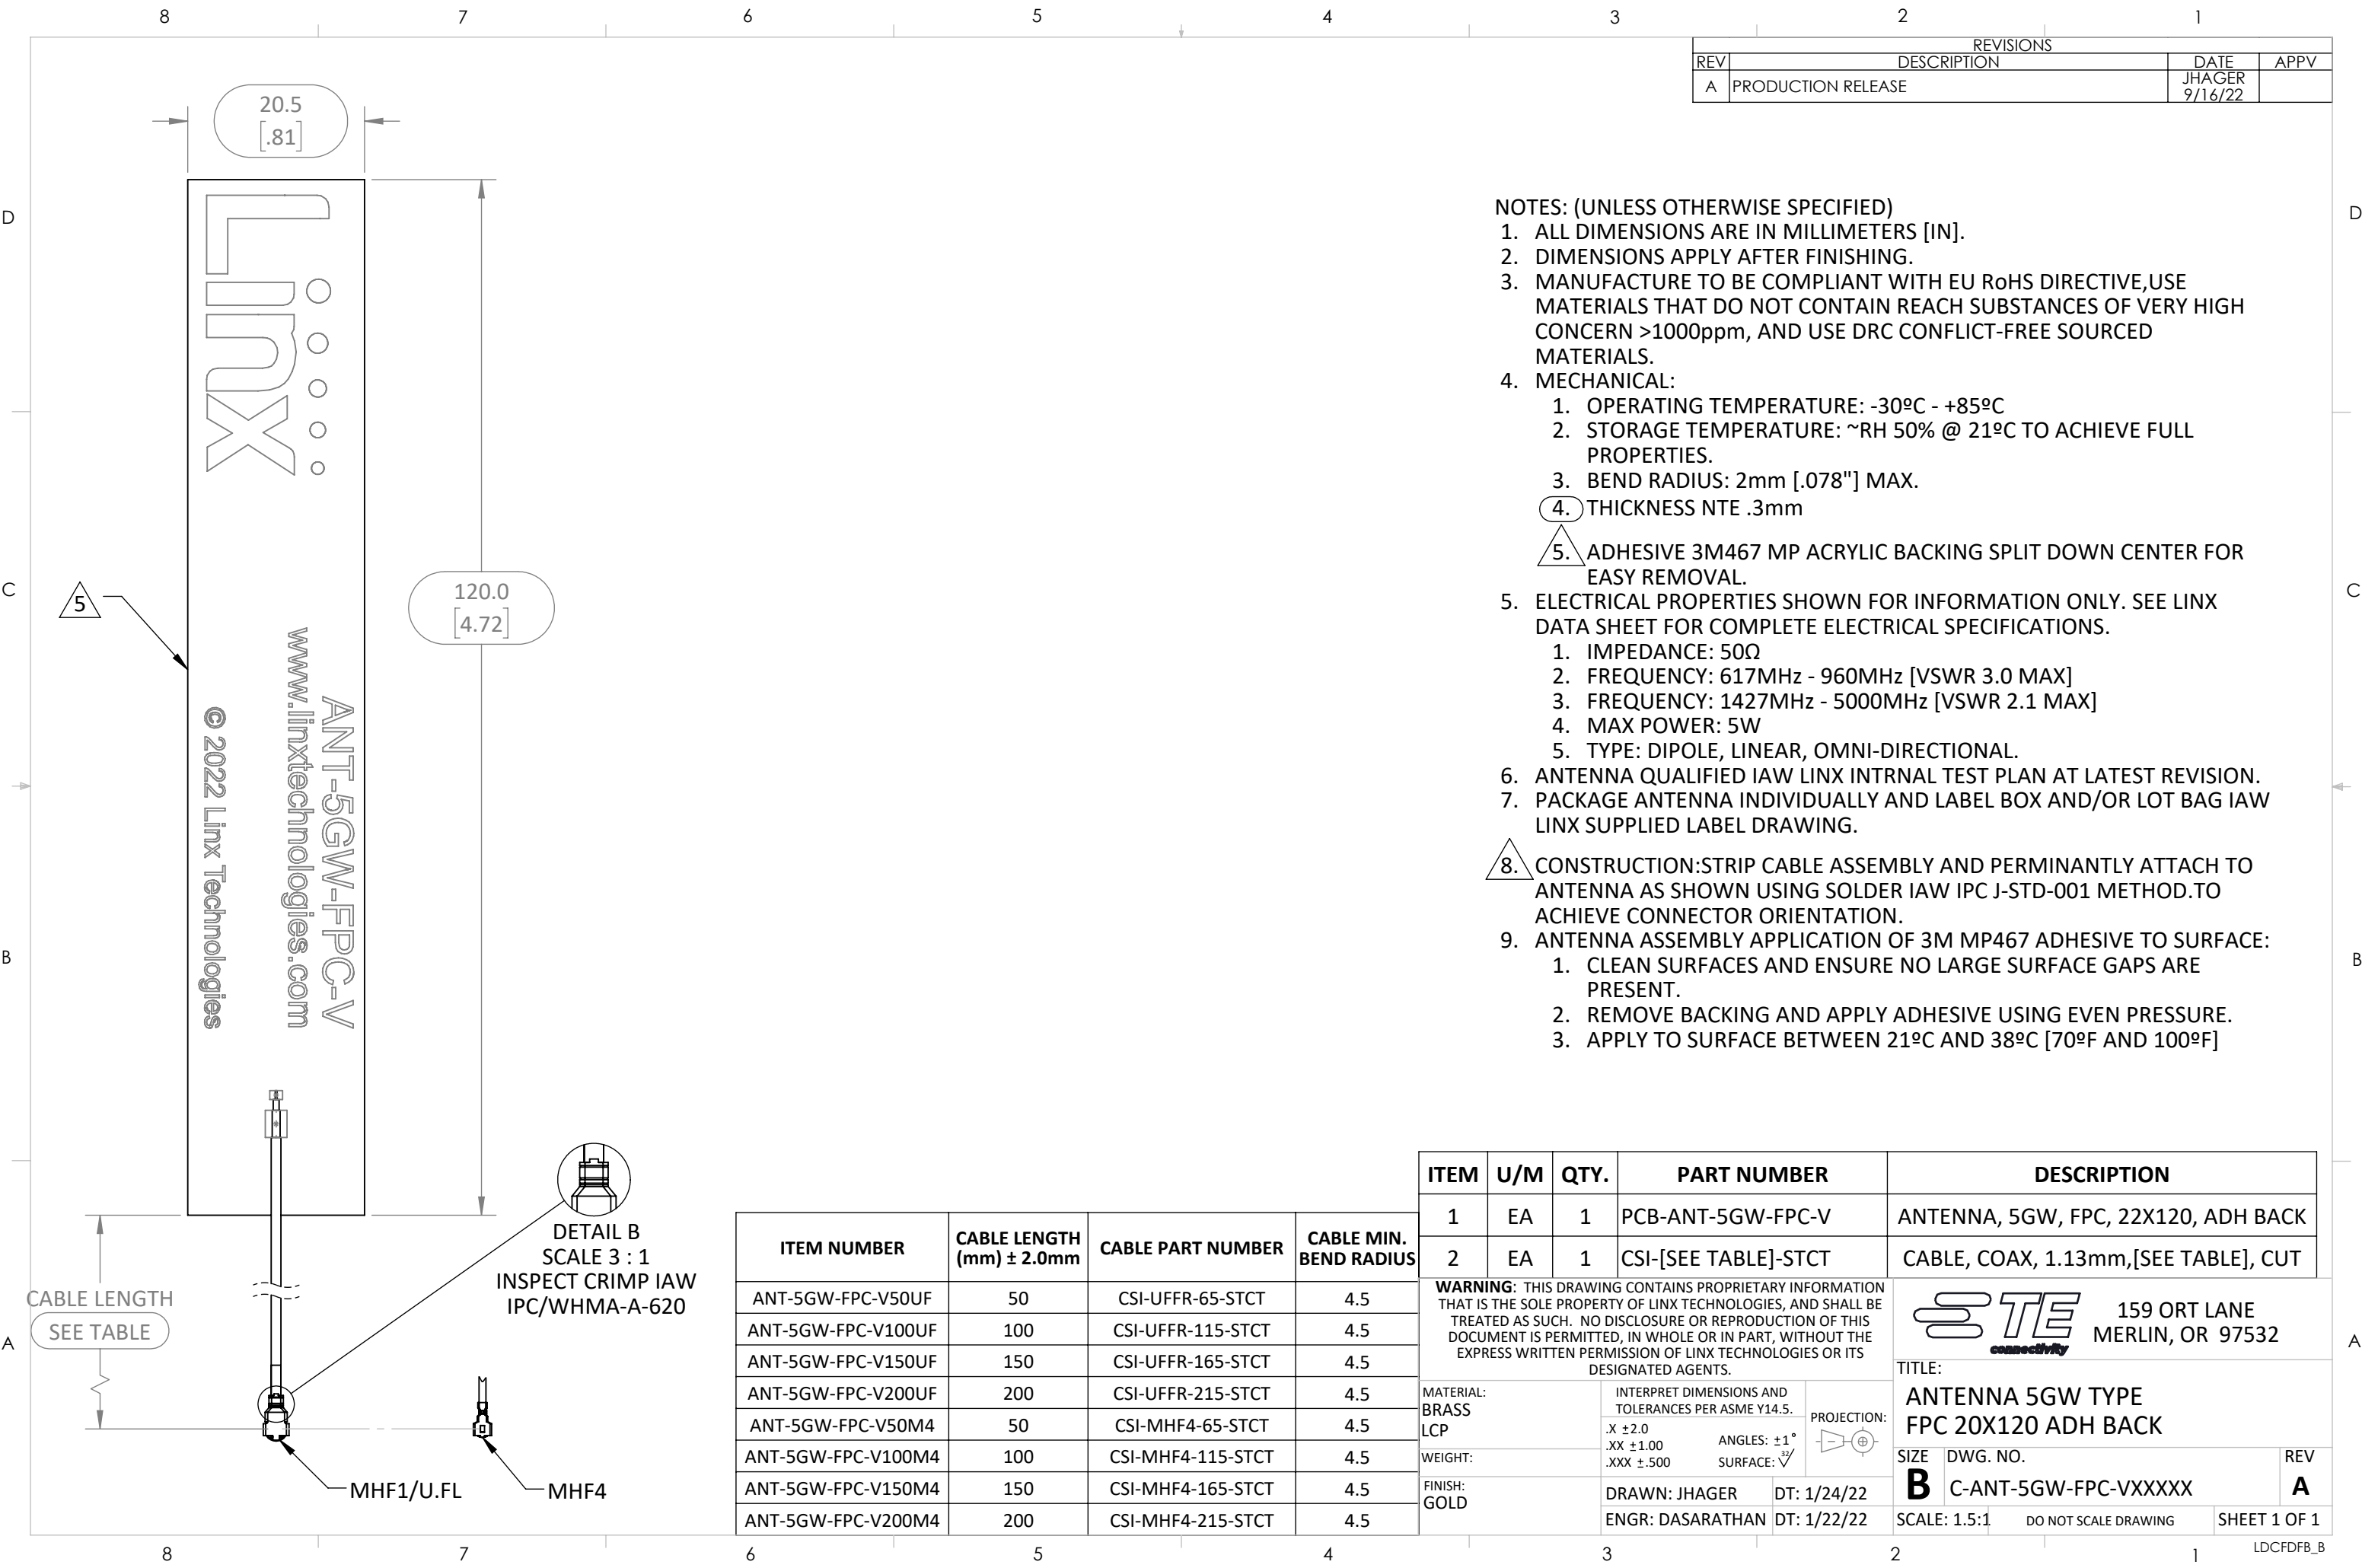 8 7 6 5 4 3 2 1
REVISIONS
REV DESCRIPTION DATE APPV
A PRODUCTION RELEASE JHAGER 9/16/22
20.5
[.81]
D D
Linx
NOTES: (UNLESS OTHERWISE SPECIFIED)
1. ALL DIMENSIONS ARE IN MILLIMETERS [IN].
2. DIMENSIONS APPLY AFTER FINISHING.
3. MANUFACTURE TO BE COMPLIANT WITH EU RoHS DIRECTIVE,USE
MATERIALS THAT DO NOT CONTAIN REACH SUBSTANCES OF VERY HIGH
CONCERN >1000ppm, AND USE DRC CONFLICT-FREE SOURCED
MATERIALS.
4. MECHANICAL:
1. OPERATING TEMPERATURE: -30ºC - +85ºC
2. STORAGE TEMPERATURE: ~RH 50% @ 21ºC TO ACHIEVE FULL
PROPERTIES.
3. BEND RADIUS: 2mm [.078"] MAX.
4. THICKNESS NTE .3mm
5. ADHESIVE 3M467 MP ACRYLIC BACKING SPLIT DOWN CENTER FOR
EASY REMOVAL.
5. ELECTRICAL PROPERTIES SHOWN FOR INFORMATION ONLY. SEE LINX
DATA SHEET FOR COMPLETE ELECTRICAL SPECIFICATIONS.
1. IMPEDANCE: 50Ω
2. FREQUENCY: 617MHz - 960MHz [VSWR 3.0 MAX]
3. FREQUENCY: 1427MHz - 5000MHz [VSWR 2.1 MAX]
4. MAX POWER: 5W
5. TYPE: DIPOLE, LINEAR, OMNI-DIRECTIONAL.
6. ANTENNA QUALIFIED IAW LINX INTRNAL TEST PLAN AT LATEST REVISION.
7. PACKAGE ANTENNA INDIVIDUALLY AND LABEL BOX AND/OR LOT BAG IAW
LINX SUPPLIED LABEL DRAWING.
8. CONSTRUCTION:STRIP CABLE ASSEMBLY AND PERMINANTLY ATTACH TO
ANTENNA AS SHOWN USING SOLDER IAW IPC J-STD-001 METHOD.TO
ACHIEVE CONNECTOR ORIENTATION.
9. ANTENNA ASSEMBLY APPLICATION OF 3M MP467 ADHESIVE TO SURFACE:
1. CLEAN SURFACES AND ENSURE NO LARGE SURFACE GAPS ARE
PRESENT.
2. REMOVE BACKING AND APPLY ADHESIVE USING EVEN PRESSURE.
3. APPLY TO SURFACE BETWEEN 21ºC AND 38ºC [70ºF AND 100ºF]
C C
5
120.0
[4.72]
ANT-5GW-FPC-V
www.linxtechnologies.com
© 2022 Linx Technologies
B B
DETAIL B
SCALE 3 : 1
INSPECT CRIMP IAW
IPC/WHMA-A-620
CABLE LENGTH
SEE TABLE
A A
MHF1/U.FL
MHF4
ITEM NUMBER CABLE LENGTH (mm) ± 2.0mm CABLE PART NUMBER CABLE MIN. BEND RADIUS
ANT-5GW-FPC-V50UF 50 CSI-UFFR-65-STCT 4.5
ANT-5GW-FPC-V100UF 100 CSI-UFFR-115-STCT 4.5
ANT-5GW-FPC-V150UF 150 CSI-UFFR-165-STCT 4.5
ANT-5GW-FPC-V200UF 200 CSI-UFFR-215-STCT 4.5
ANT-5GW-FPC-V50M4 50 CSI-MHF4-65-STCT 4.5
ANT-5GW-FPC-V100M4 100 CSI-MHF4-115-STCT 4.5
ANT-5GW-FPC-V150M4 150 CSI-MHF4-165-STCT 4.5
ANT-5GW-FPC-V200M4 200 CSI-MHF4-215-STCT 4.5
ITEM U/M QTY. PART NUMBER DESCRIPTION
1 EA 1 PCB-ANT-5GW-FPC-V ANTENNA, 5GW, FPC, 22X120, ADH BACK
2 EA 1 CSI-[SEE TABLE]-STCT CABLE, COAX, 1.13mm,[SEE TABLE], CUT
WARNING: THIS DRAWING CONTAINS PROPRIETARY INFORMATION
THAT IS THE SOLE PROPERTY OF LINX TECHNOLOGIES, AND SHALL BE
TREATED AS SUCH. NO DISCLOSURE OR REPRODUCTION OF THIS
DOCUMENT IS PERMITTED, IN WHOLE OR IN PART, WITHOUT THE
EXPRESS WRITTEN PERMISSION OF LINX TECHNOLOGIES OR ITS
DESIGNATED AGENTS.
TE connectivity
159 ORT LANE
MERLIN, OR 97532
MATERIAL:
BRASS
LCP
WEIGHT:
FINISH:
GOLD
INTERPRET DIMENSIONS AND
TOLERANCES PER ASME Y14.5.
.X ±2.0
.XX ±1.00 ANGLES: ±1°
.XXX ±.500 SURFACE: 32
PROJECTION:
DRAWN: JHAGER DT: 1/24/22
ENGR: DASARATHAN DT: 1/22/22
TITLE:
ANTENNA 5GW TYPE
FPC 20X120 ADH BACK
SIZE DWG. NO. REV
B C-ANT-5GW-FPC-VXXXXX A
SCALE: 1.5:1 DO NOT SCALE DRAWING SHEET 1 OF 1
8 7 6 5 4 3 2 1
LDCFDFB_B